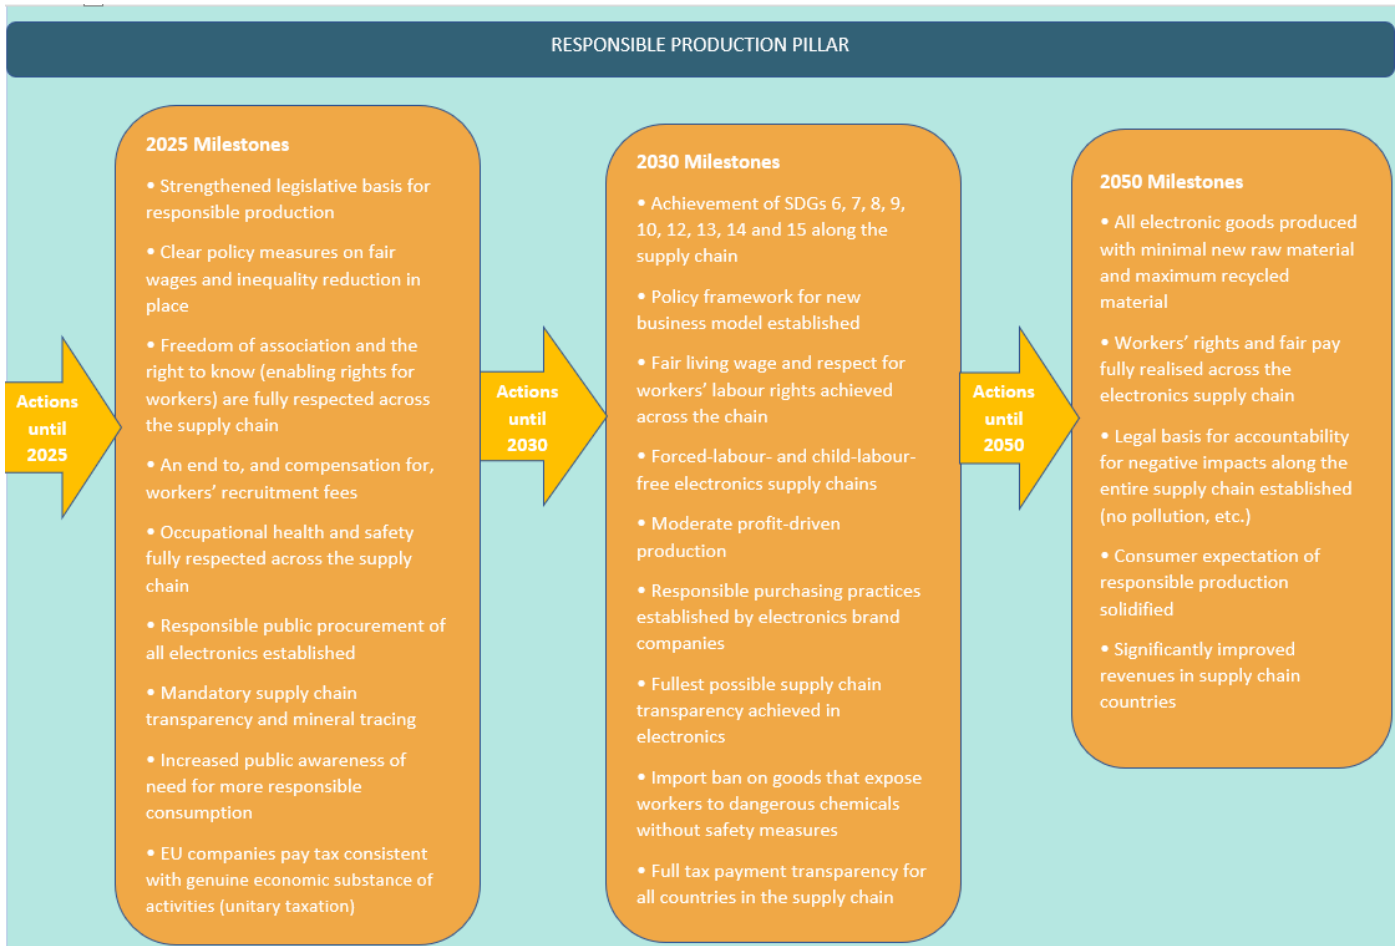 RESPONSIBLE PRODUCTION PILLAR
Actions
until
2025
2025 Milestones
• Strengthened legislative basis for
responsible production
• Clear policy measures on fair
wages and inequality reduction in
place
• Freedom of association and the
right to know (enabling rights for
workers) are fully respected across
the supply chain
• An end to, and compensation for,
workers’ recruitment fees
• Occupational health and safety
fully respected across the supply
chain
• Responsible public procurement of
all electronics established
• Mandatory supply chain
transparency and mineral tracing
• Increased public awareness of
need for more responsible
consumption
• EU companies pay tax consistent
with genuine economic substance of
activities (unitary taxation)
Actions
until
2030
2030 Milestones
• Achievement of SDGs 6, 7, 8, 9,
10, 12, 13, 14 and 15 along the
supply chain
• Policy framework for new
business model established
• Fair living wage and respect for
workers’ labour rights achieved
across the chain
• Forced-labour- and child-labour-
free electronics supply chains
• Moderate profit-driven
production
• Responsible purchasing practices
established by electronics brand
companies
• Fullest possible supply chain
transparency achieved in
electronics
• Import ban on goods that expose
workers to dangerous chemicals
without safety measures
• Full tax payment transparency for
all countries in the supply chain
Actions
until
2050
2050 Milestones
• All electronic goods produced
with minimal new raw material
and maximum recycled
material
• Workers’ rights and fair pay
fully realised across the
electronics supply chain
• Legal basis for accountability
for negative impacts along the
entire supply chain established
(no pollution, etc.)
• Consumer expectation of
responsible production
solidified
• Significantly improved
revenues in supply chain
countries